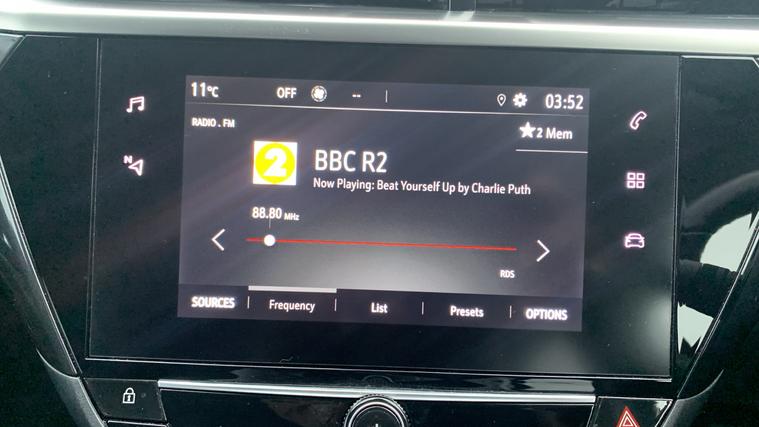 11°C OFF -- 03:52
RADIO . FM
2 Mem
2
BBC R2
Now Playing: Beat Yourself Up by Charlie Puth
88.80 MHz
RDS
SOURCES Frequency List Presets OPTIONS
N